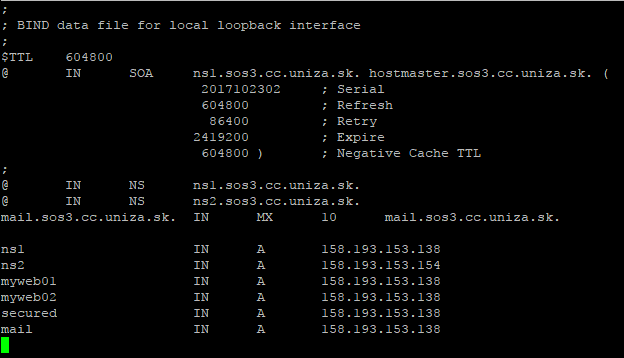 ;
; BIND data file for local loopback interface
;
$TTL    604800
@       IN      SOA     ns1.sos3.cc.uniza.sk. hostmaster.sos3.cc.uniza.sk. (
                         2017102302     ; Serial
                         604800         ; Refresh
                          86400         ; Retry
                        2419200         ; Expire
                         604800 )       ; Negative Cache TTL
;
@       IN      NS      ns1.sos3.cc.uniza.sk.
@       IN      NS      ns2.sos3.cc.uniza.sk.
mail.sos3.cc.uniza.sk.  IN      MX      10      mail.sos3.cc.uniza.sk.

ns1                     IN      A       158.193.153.138
ns2                     IN      A       158.193.153.154
myweb01                 IN      A       158.193.153.138
myweb02                 IN      A       158.193.153.138
secured                 IN      A       158.193.153.138
mail                    IN      A       158.193.153.138